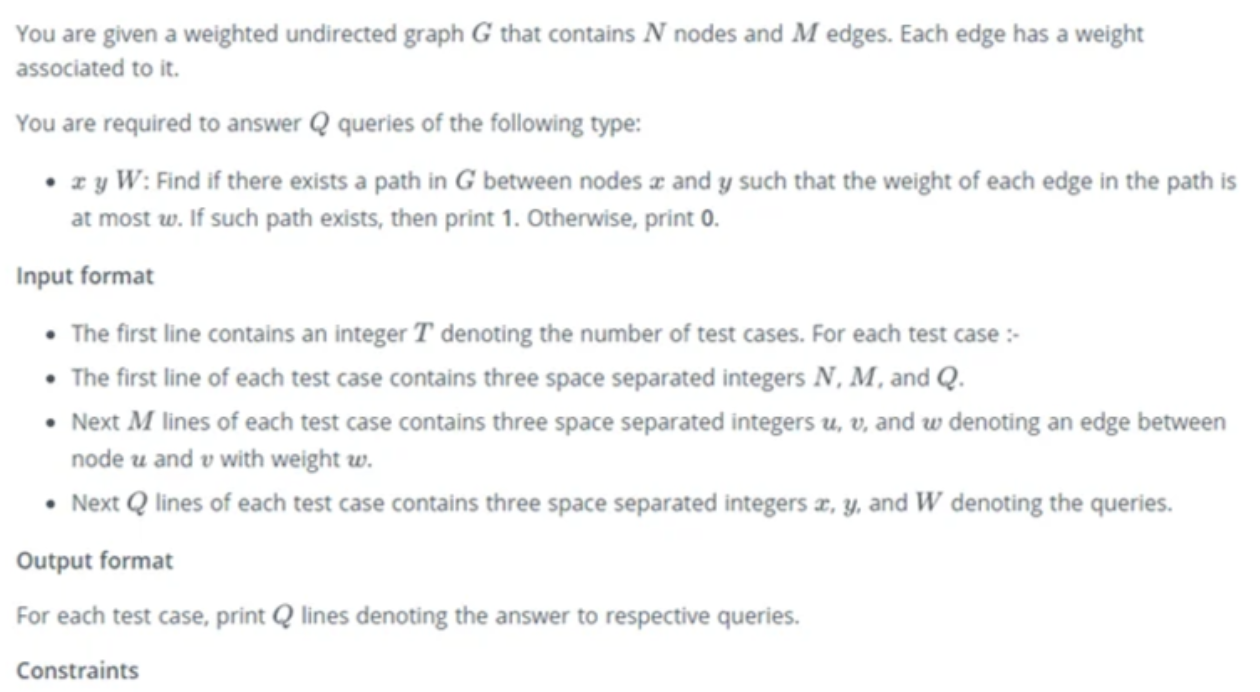 You are given a weighted undirected graph G that contains N nodes and M edges. Each edge has a weight
associated to it.
You are required to answer Q queries of the following type:
• x y W: Find if there exists a path in G between nodes x and y such that the weight of each edge in the path is
at most w. If such path exists, then print 1. Otherwise, print 0.
Input format
• The first line contains an integer T denoting the number of test cases. For each test case :-
• The first line of each test case contains three space separated integers N, M, and Q.
• Next M lines of each test case contains three space separated integers u, v, and w denoting an edge between
node u and v with weight w.
• Next Q lines of each test case contains three space separated integers x, y, and W denoting the queries.
Output format
For each test case, print Q lines denoting the answer to respective queries.
Constraints